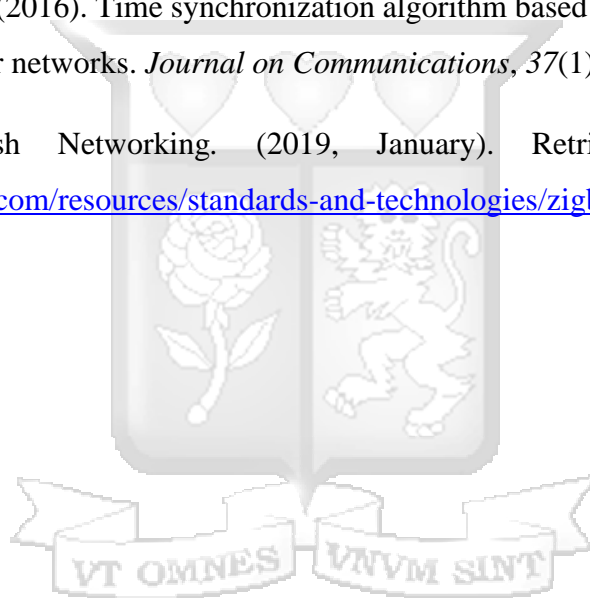 (2016). Time synchronization algorithm based
r networks. Journal on Communications, 37(1)
sh Networking. (2019, January). Retri
com/resources/standards-and-technologies/zigb
VT OMNES VNVM SINT